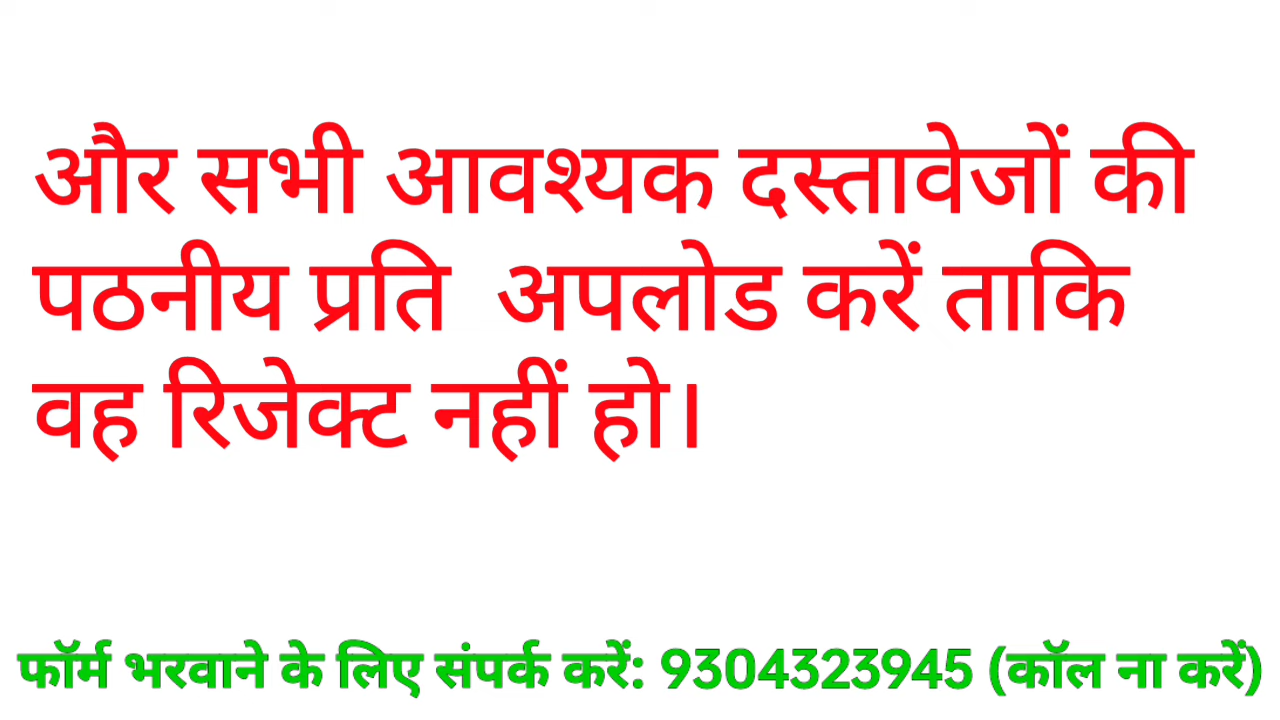 और सभी आवश्यक दस्तावेजों की
पठनीय प्रति अपलोड करें ताकि
वह रिजेक्ट नहीं हो।
फॉर्म भरवाने के लिए संपर्क करें: 9304323945 (कॉल ना करें)